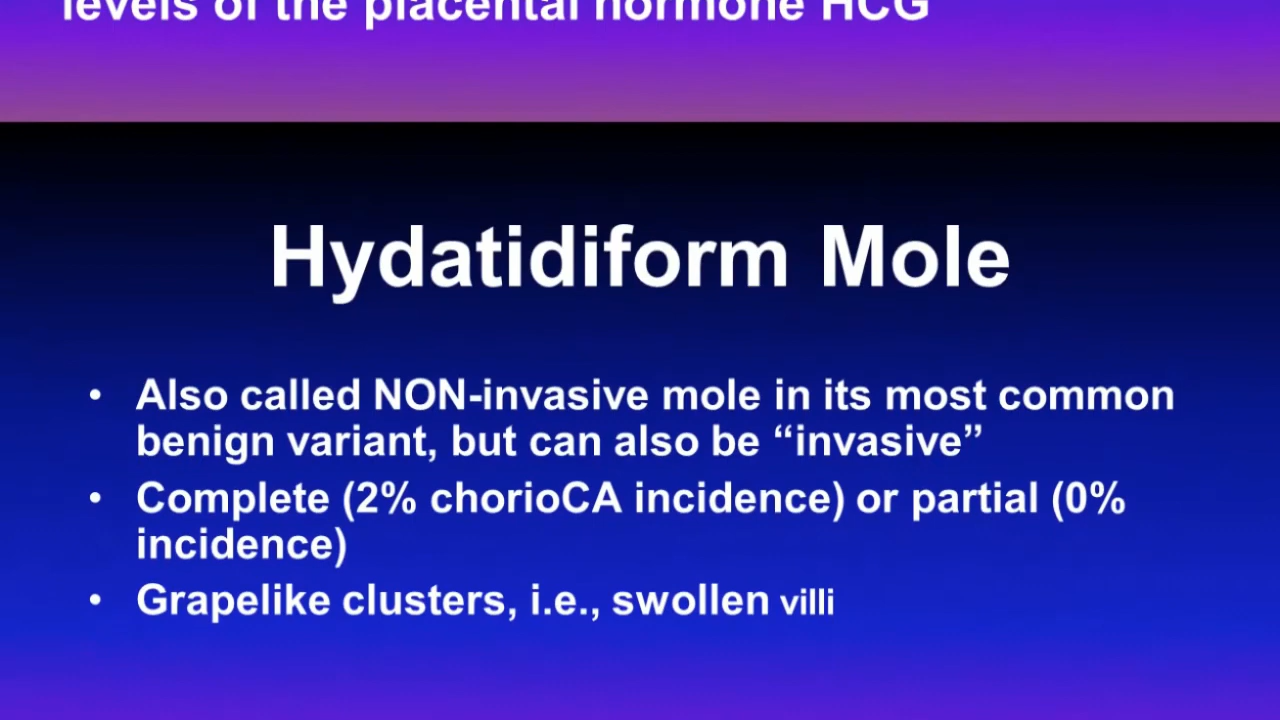 levels of the placental hormone HCG
Hydatidiform Mole
• Also called NON-invasive mole in its most common
benign variant, but can also be “invasive”
• Complete (2% chorioCA incidence) or partial (0%
incidence)
• Grapelike clusters, i.e., swollen villi